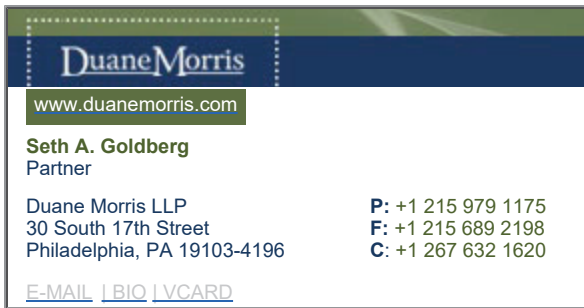 DuaneMorris
www.duanemorris.com
Seth A. Goldberg
Partner
Duane Morris LLP
30 South 17th Street
Philadelphia, PA 19103-4196
P: +1 215 979 1175
F: +1 215 689 2198
C: +1 267 632 1620
E-MAIL | BIO | VCARD